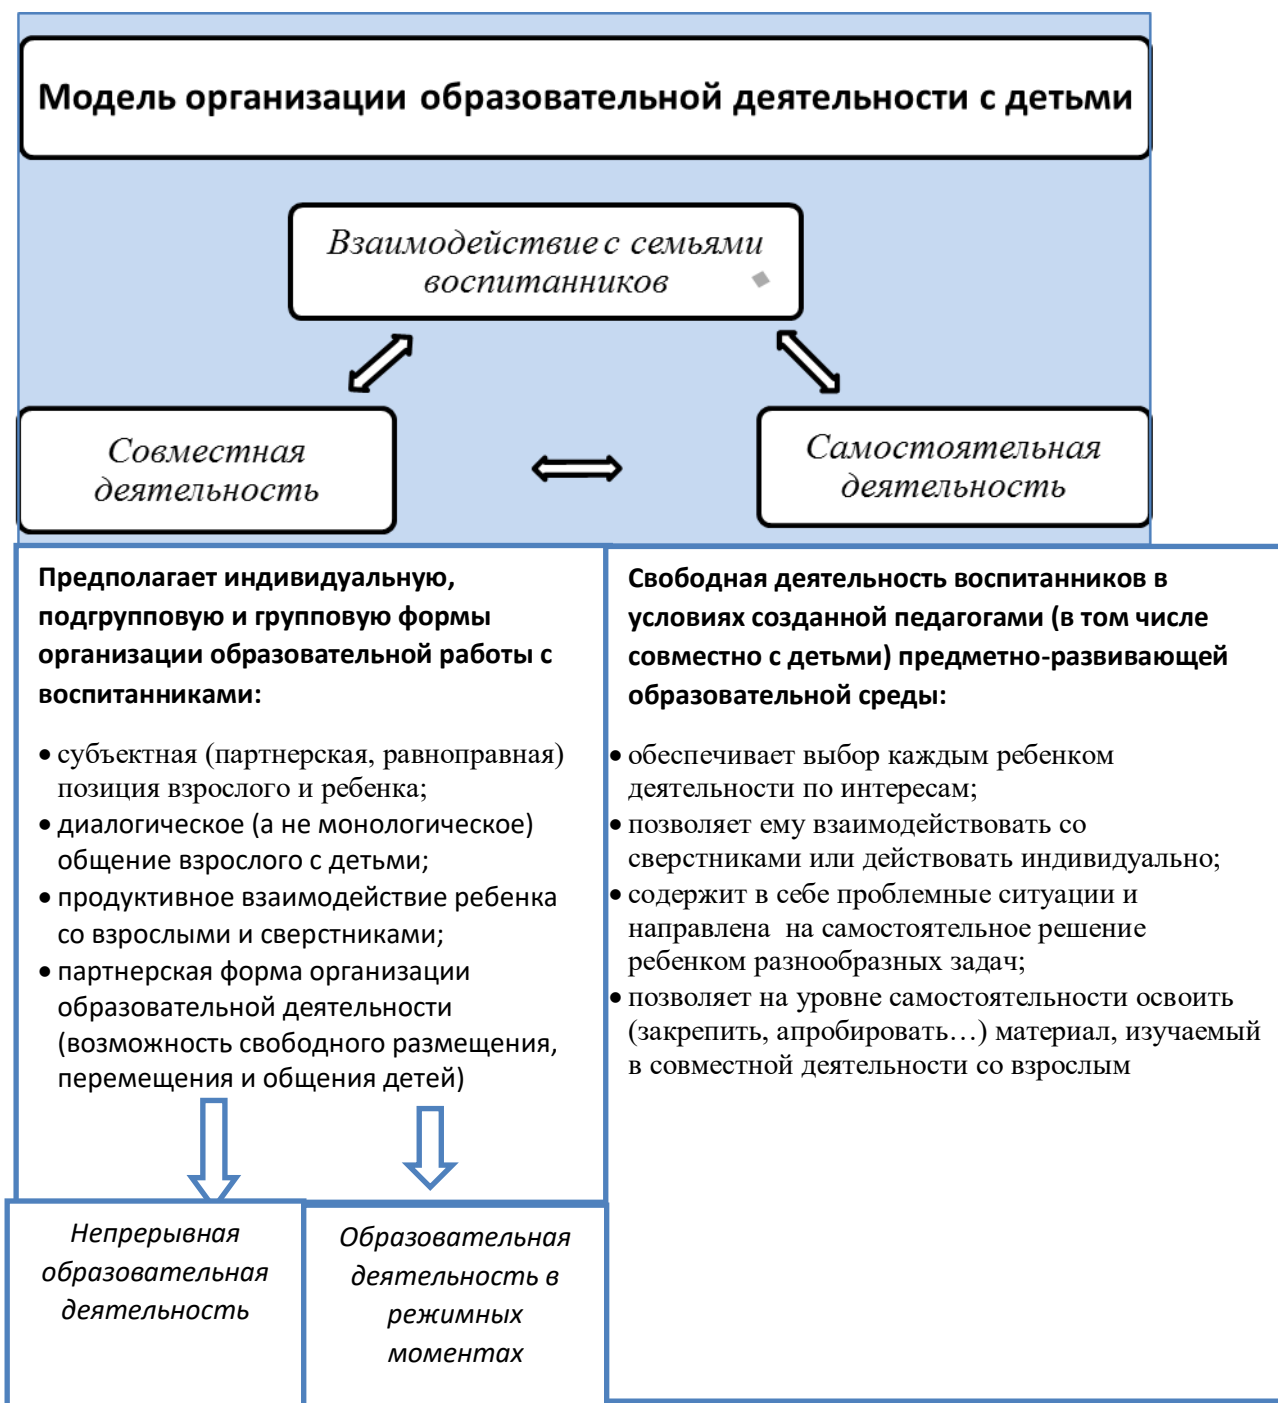 Модель организации образовательной деятельности с детьми
Взаимодействие с семьями
воспитанников
Совместная
деятельность
Самостоятельная
деятельность
Предполагает индивидуальную,
подгрупповую и групповую формы
организации образовательной работы с
воспитанниками:
• субъектная (партнерская, равноправная)
позиция взрослого и ребенка;
• диалогическое (а не монологическое)
общение взрослого с детьми;
• продуктивное взаимодействие ребенка
со взрослыми и сверстниками;
• партнерская форма организации
образовательной деятельности
(возможность свободного размещения,
перемещения и общения детей)
Свободная деятельность воспитанников в
условиях созданной педагогами (в том числе
совместно с детьми) предметно-развивающей
образовательной среды:
• обеспечивает выбор каждым ребенком
деятельности по интересам;
• позволяет ему взаимодействовать со
сверстниками или действовать индивидуально;
• содержит в себе проблемные ситуации и
направлена  на самостоятельное решение
ребенком разнообразных задач;
• позволяет на уровне самостоятельности освоить
(закрепить, апробировать…) материал, изучаемый
в совместной деятельности со взрослым
Непрерывная
образовательная
деятельность
Образовательная
деятельность в
режимных
моментах